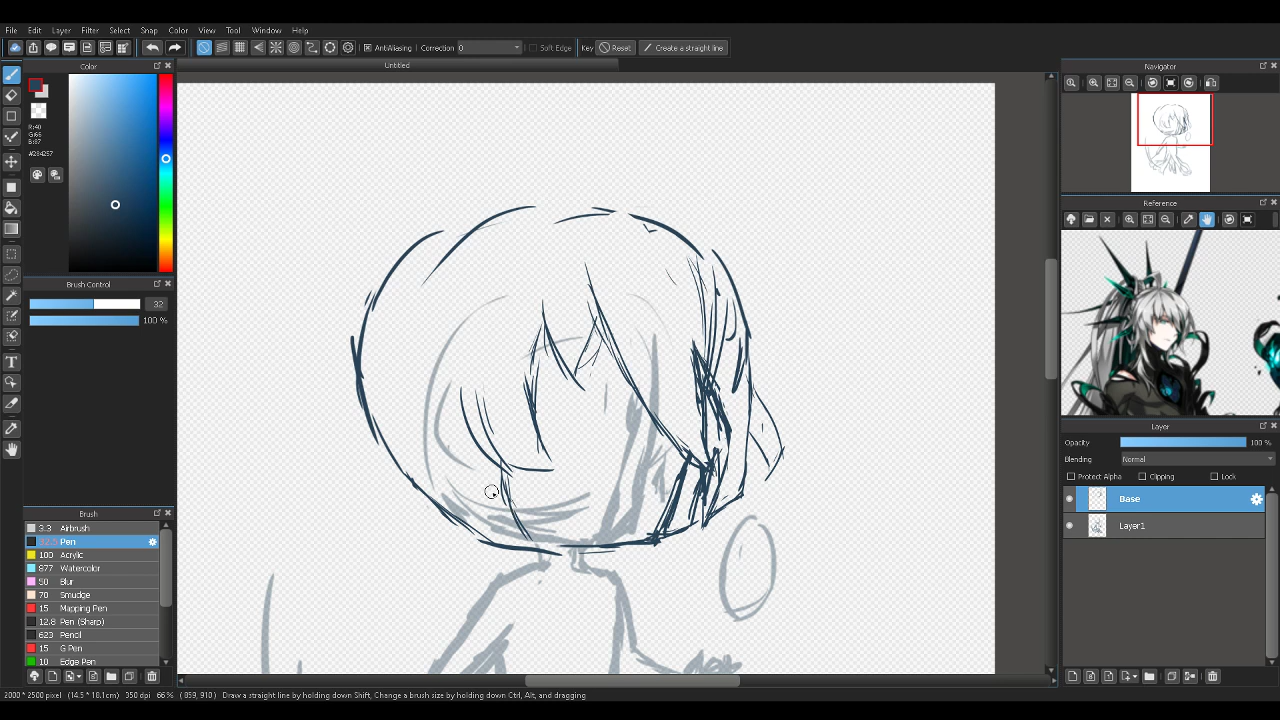 File Edit Layer Filter Select Snap Color View Tool Window Help
AntiAliasing Correction 0 Soft Edge Key Reset Create a straight line
Color
Untitled
Navigator
R:40
G:66
B:87
#284257
Brush Control
32
100 %
Reference
Layer
Opacity 100 %
Blending Normal
Protect Alpha Clipping Lock
Base
Layer1
Brush
3.3 Airbrush
Pen
100 Acrylic
877 Watercolor
50 Blur
70 Smudge
15 Mapping Pen
12.8 Pen (Sharp)
623 Pencil
15 G Pen
10 Edge Pen
2000 * 2500 pixel (14.5 * 18.1cm) 350 dpi 66 % ( 859, 910 ) Draw a straight line by holding down Shift, Change a brush size by holding down Ctrl, Alt, and dragging